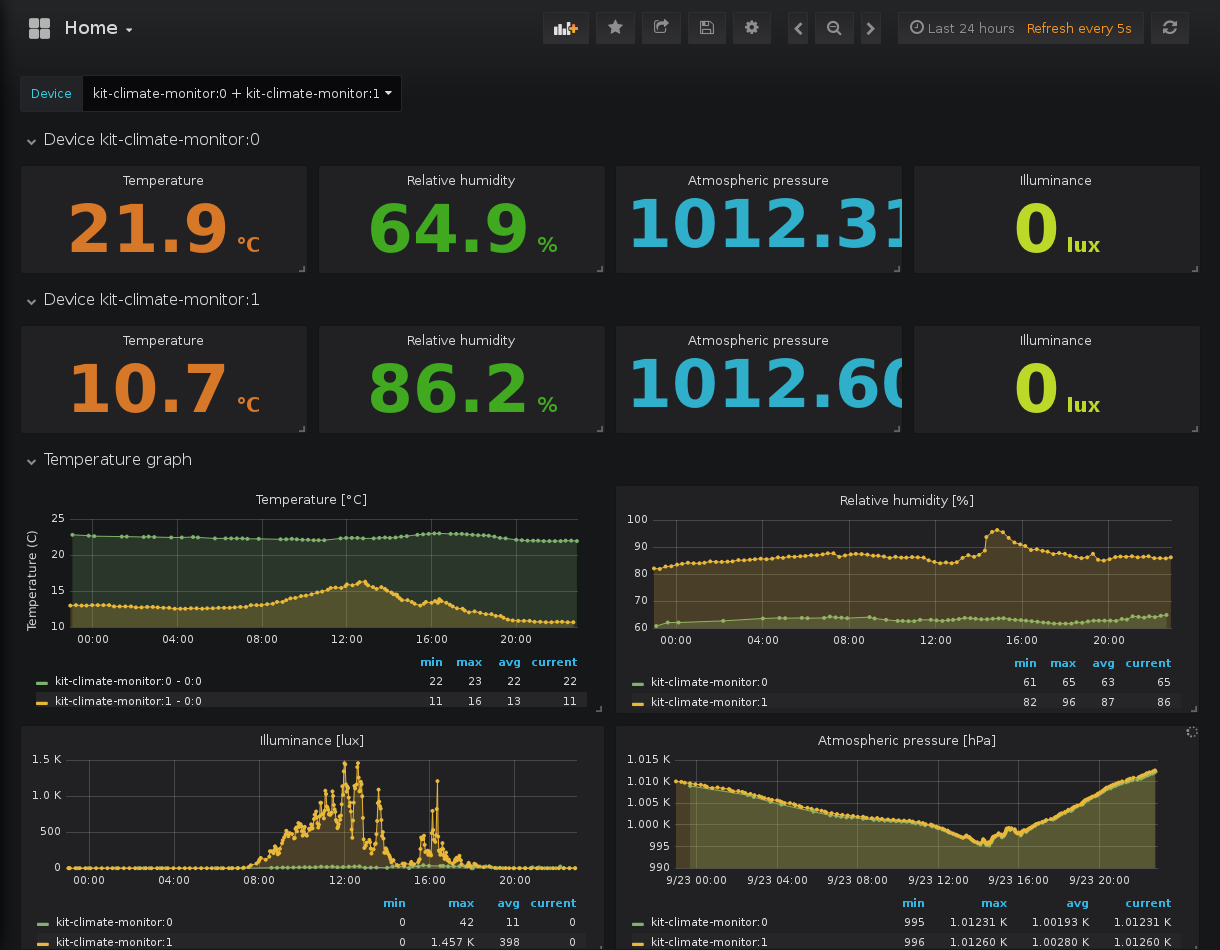 Home
Last 24 hours Refresh every 5s
Device kit-climate-monitor:0 + kit-climate-monitor:1
Device kit-climate-monitor:0
Temperature Relative humidity Atmospheric pressure Illuminance
21.9 °C 64.9 % 1012.31 0 lux
Device kit-climate-monitor:1
Temperature Relative humidity Atmospheric pressure Illuminance
10.7 °C 86.2 % 1012.60 0 lux
Temperature graph
Temperature [°C]
Temperature (C)
25
20
15
10
00:00 04:00 08:00 12:00 16:00 20:00
min max avg current
kit-climate-monitor:0 - 0:0 22 23 22 22
kit-climate-monitor:1 - 0:0 11 16 13 11
Relative humidity [%]
100
90
80
70
60
00:00 04:00 08:00 12:00 16:00 20:00
min max avg current
kit-climate-monitor:0 61 65 63 65
kit-climate-monitor:1 82 96 87 86
Illuminance [lux]
1.5 K
1.0 K
500
0
00:00 04:00 08:00 12:00 16:00 20:00
min max avg current
kit-climate-monitor:0 0 42 11 0
kit-climate-monitor:1 0 1.457 K 398 0
Atmospheric pressure [hPa]
1.015 K
1.010 K
1.005 K
1.000 K
995
990
9/23 00:00 9/23 04:00 9/23 08:00 9/23 12:00 9/23 16:00 9/23 20:00
min max avg current
kit-climate-monitor:0 995 1.01231 K 1.00193 K 1.01231 K
kit-climate-monitor:1 996 1.01260 K 1.00280 K 1.01260 K